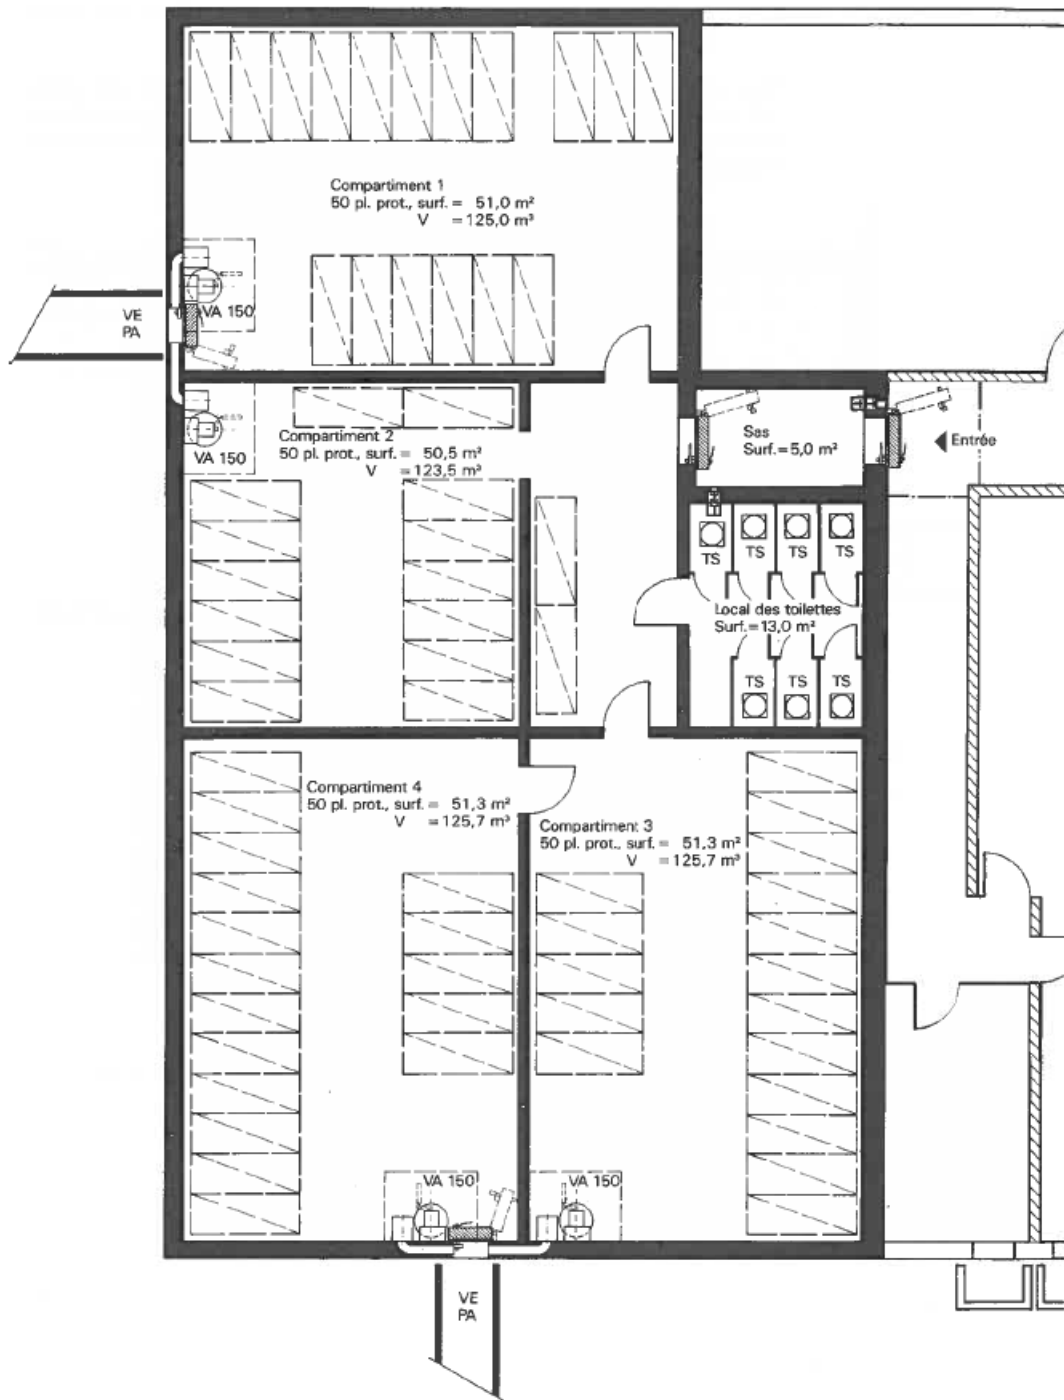 Compartiment 1
50 pl. prot., surf. = 51,0 m²
V = 125,0 m³
VE
PA
VA 150
Compartiment 2
50 pl. prot., surf. = 50,5 m²
V = 123,5 m³
VA 150
Sas
Surf. = 5,0 m²
Entrée
TS
TS
TS
TS
Local des toilettes
Surf. = 13,0 m²
TS
TS
TS
Compartiment 4
50 pl. prot., surf. = 51,3 m²
V = 125,7 m³
Compartiment 3
50 pl. prot., surf. = 51,3 m²
V = 125,7 m³
VA 150
VA 150
VE
PA